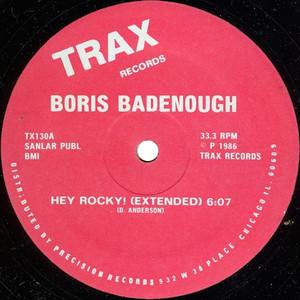 TRAX
RECORDS
BORIS BADENOUGH
TX130A
SANLAR PUBL
BMI
33.3 RPM
© P 1986
TRAX RECORDS
HEY ROCKY! (EXTENDED) 6:07
(D. ANDERSON)
DISTRIBUTED BY PRECISION RECORDS 932 W 38 PLACE CHICAGO IL. 60609